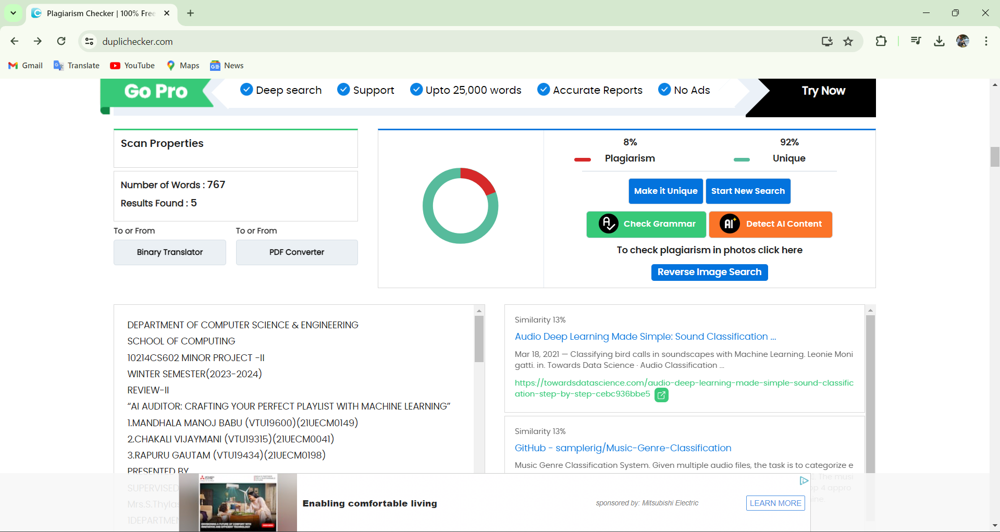 Plagiarism Checker | 100% Free
duplichecker.com
Gmail Translate YouTube Maps News
Go Pro Deep search Support Upto 25,000 words Accurate Reports No Ads Try Now
Scan Properties
Number of Words : 767
Results Found : 5
To or From To or From
Binary Translator PDF Converter
8% 92%
Plagiarism Unique
Make it Unique Start New Search
Check Grammar AI Detect AI Content
To check plagiarism in photos click here
Reverse Image Search
DEPARTMENT OF COMPUTER SCIENCE & ENGINEERING
SCHOOL OF COMPUTING
10214CS602 MINOR PROJECT -II
WINTER SEMESTER(2023-2024)
REVIEW-II
“AI AUDITOR: CRAFTING YOUR PERFECT PLAYLIST WITH MACHINE LEARNING”
1.MANDHALA MANOJ BABU (VTU19600)(21UECM0149)
2.CHAKALI VIJAYMANI (VTU19315)(21UECM0041)
3.RAPURU GAUTAM (VTU19434)(21UECM0198)
PRESENTED BY
SUPERVISED
Mrs.S.Thylas
1DEPARTMEN
Similarity 13%
Audio Deep Learning Made Simple: Sound Classification ...
Mar 18, 2021 — Classifying bird calls in soundscapes with Machine Learning. Leonie Moni
gatti. in. Towards Data Science · Audio Classification ...
https://towardsdatascience.com/audio-deep-learning-made-simple-sound-classific
ation-step-by-step-cebc936bbe5
Similarity 13%
GitHub - samplerig/Music-Genre-Classification
Music Genre Classification System. Given multiple audio files, the task is to categorize e
2. The musi
op 4 appro
ine.
Enabling comfortable living
sponsored by: Mitsubishi Electric
LEARN MORE